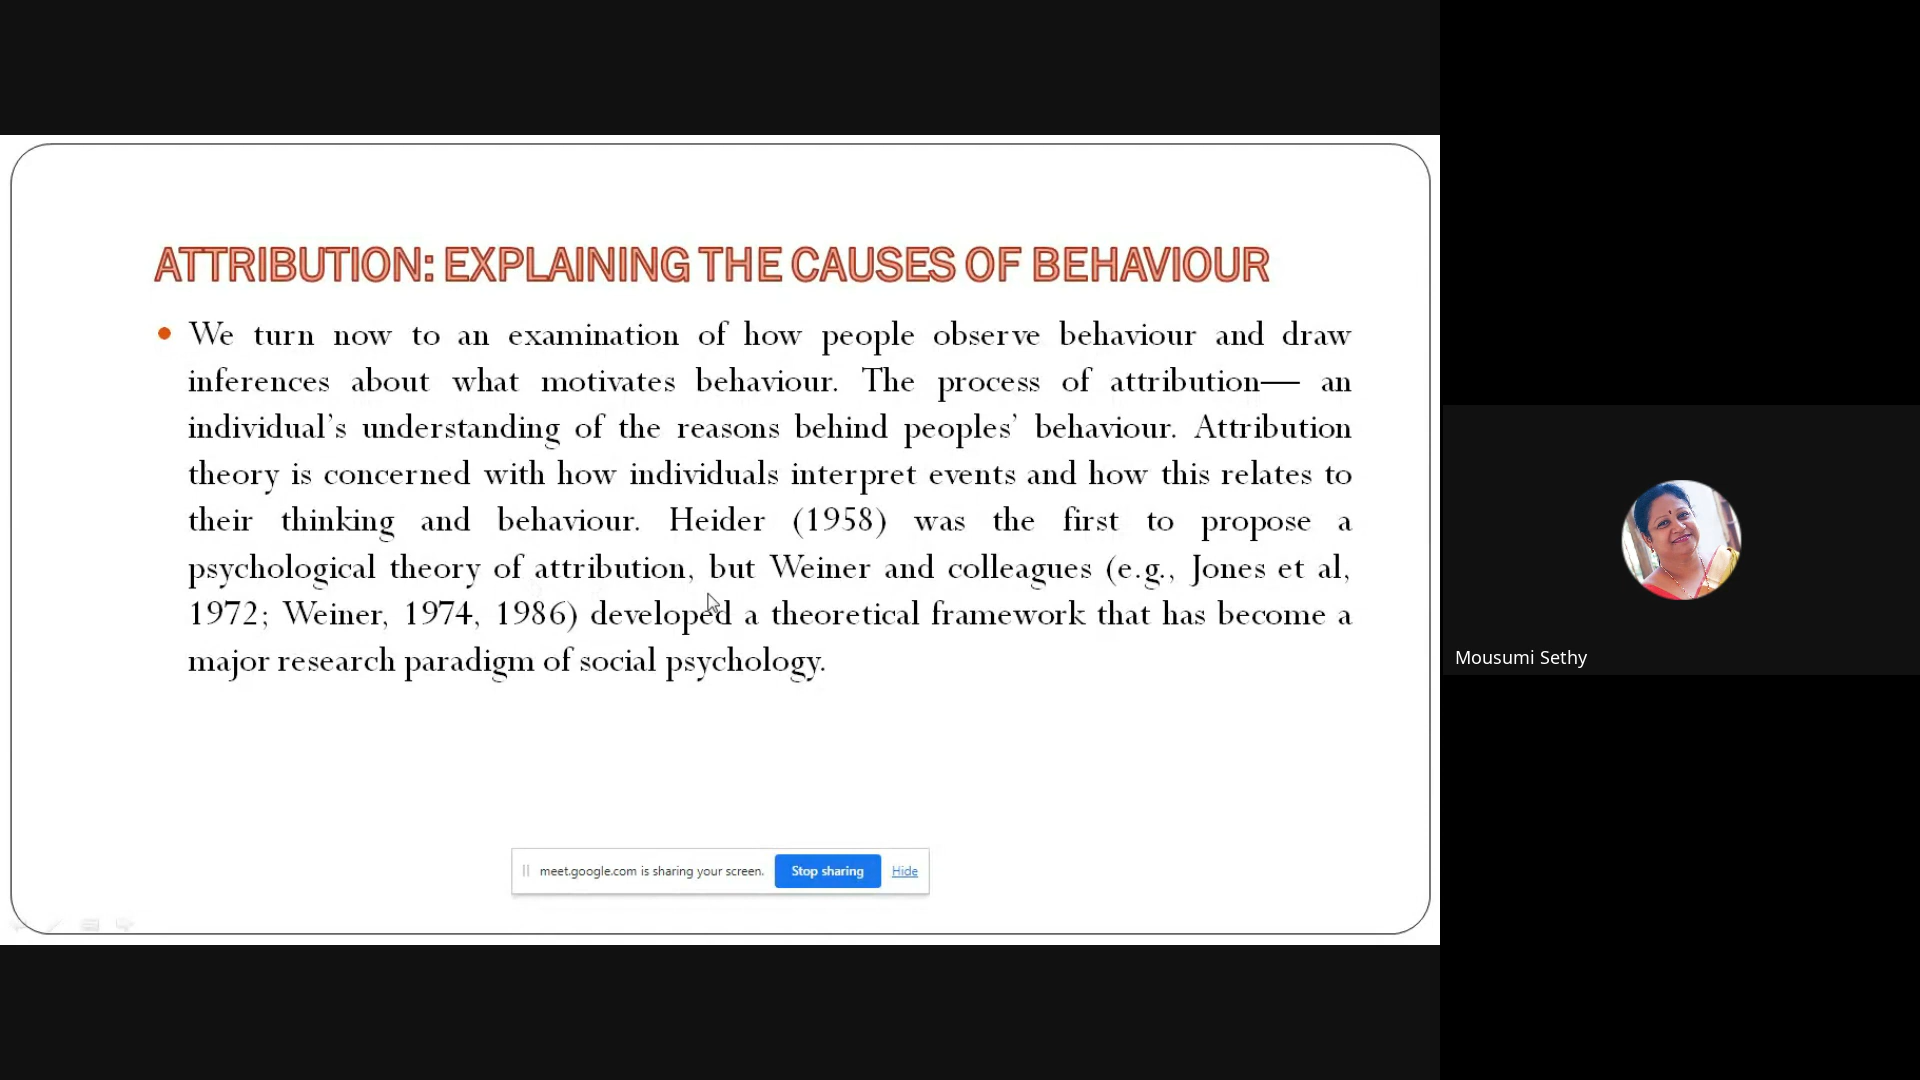 ATTRIBUTION: EXPLAINING THE CAUSES OF BEHAVIOUR
• We turn now to an examination of how people observe behaviour and draw
inferences about what motivates behaviour. The process of attribution— an
individual’s understanding of the reasons behind peoples’ behaviour. Attribution
theory is concerned with how individuals interpret events and how this relates to
their thinking and behaviour. Heider (1958) was the first to propose a
psychological theory of attribution, but Weiner and colleagues (e.g., Jones et al,
1972; Weiner, 1974, 1986) developed a theoretical framework that has become a
major research paradigm of social psychology.
meet.google.com is sharing your screen. Stop sharing Hide
Mousumi Sethy